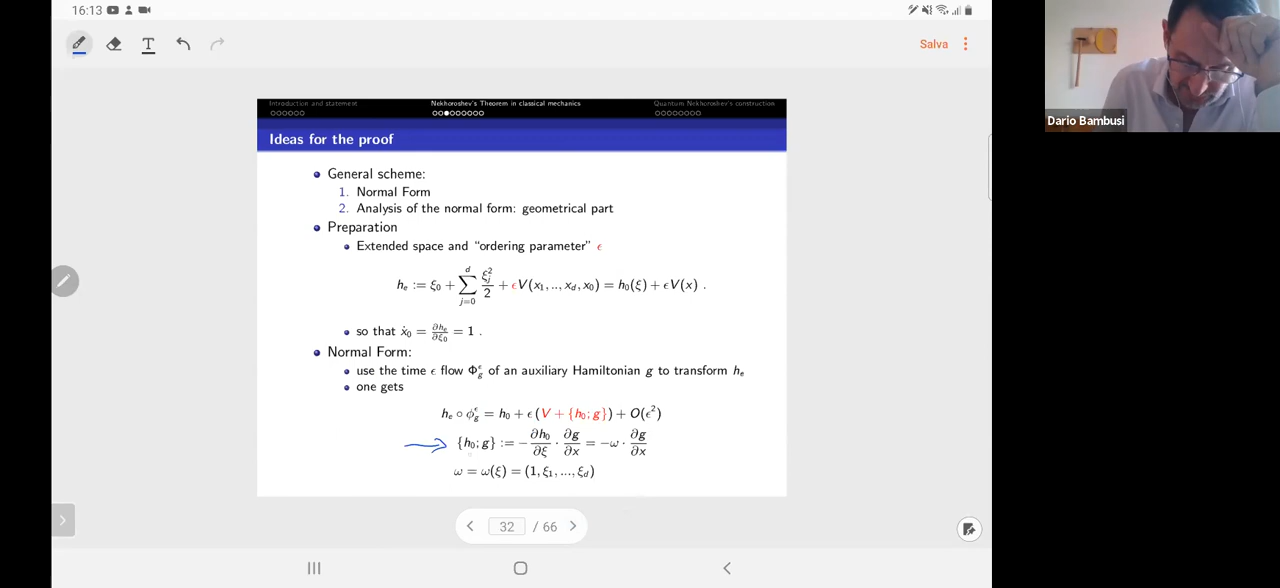 16:13
Salva
Introduction and statement Nekhoroshev's Theorem in classical mechanics Quantum Nekhoroshev's construction
Ideas for the proof
General scheme:
1. Normal Form
2. Analysis of the normal form: geometrical part
Preparation
Extended space and “ordering parameter” ϵ
h_e := ξ_0 + ∑_{j=0}^{d} ξ_j^2/2 + ϵV(x_1, .., x_d, x_0) = h_0(ξ) + ϵV(x) .
so that ẋ_0 = ∂h_e/∂ξ_0 = 1 .
Normal Form:
use the time ϵ flow Φ_g^ϵ of an auxiliary Hamiltonian g to transform h_e
one gets
h_e ∘ ϕ_g^ϵ = h_0 + ϵ (V + {h_0; g}) + O(ϵ^2)
{h_0; g} := − ∂h_0/∂ξ · ∂g/∂x = −ω · ∂g/∂x
ω = ω(ξ) = (1, ξ_1, ..., ξ_d)
32 / 66
Dario Bambusi